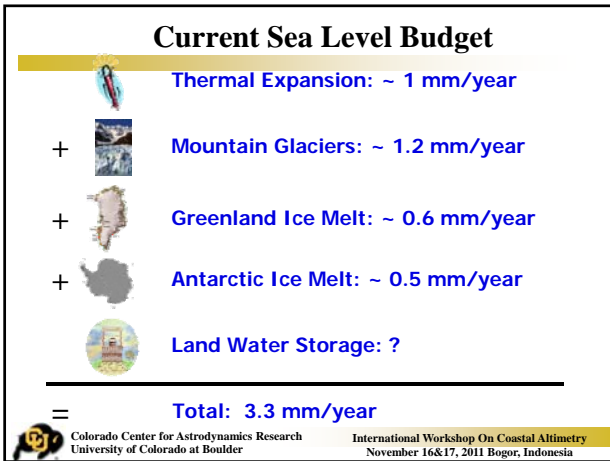 Current Sea Level Budget
Thermal Expansion: ~ 1 mm/year
+ Mountain Glaciers: ~ 1.2 mm/year
+ Greenland Ice Melt: ~ 0.6 mm/year
+ Antarctic Ice Melt: ~ 0.5 mm/year
Land Water Storage: ?
= Total: 3.3 mm/year
Colorado Center for Astrodynamics Research
University of Colorado at Boulder
International Workshop On Coastal Altimetry
November 16&17, 2011 Bogor, Indonesia